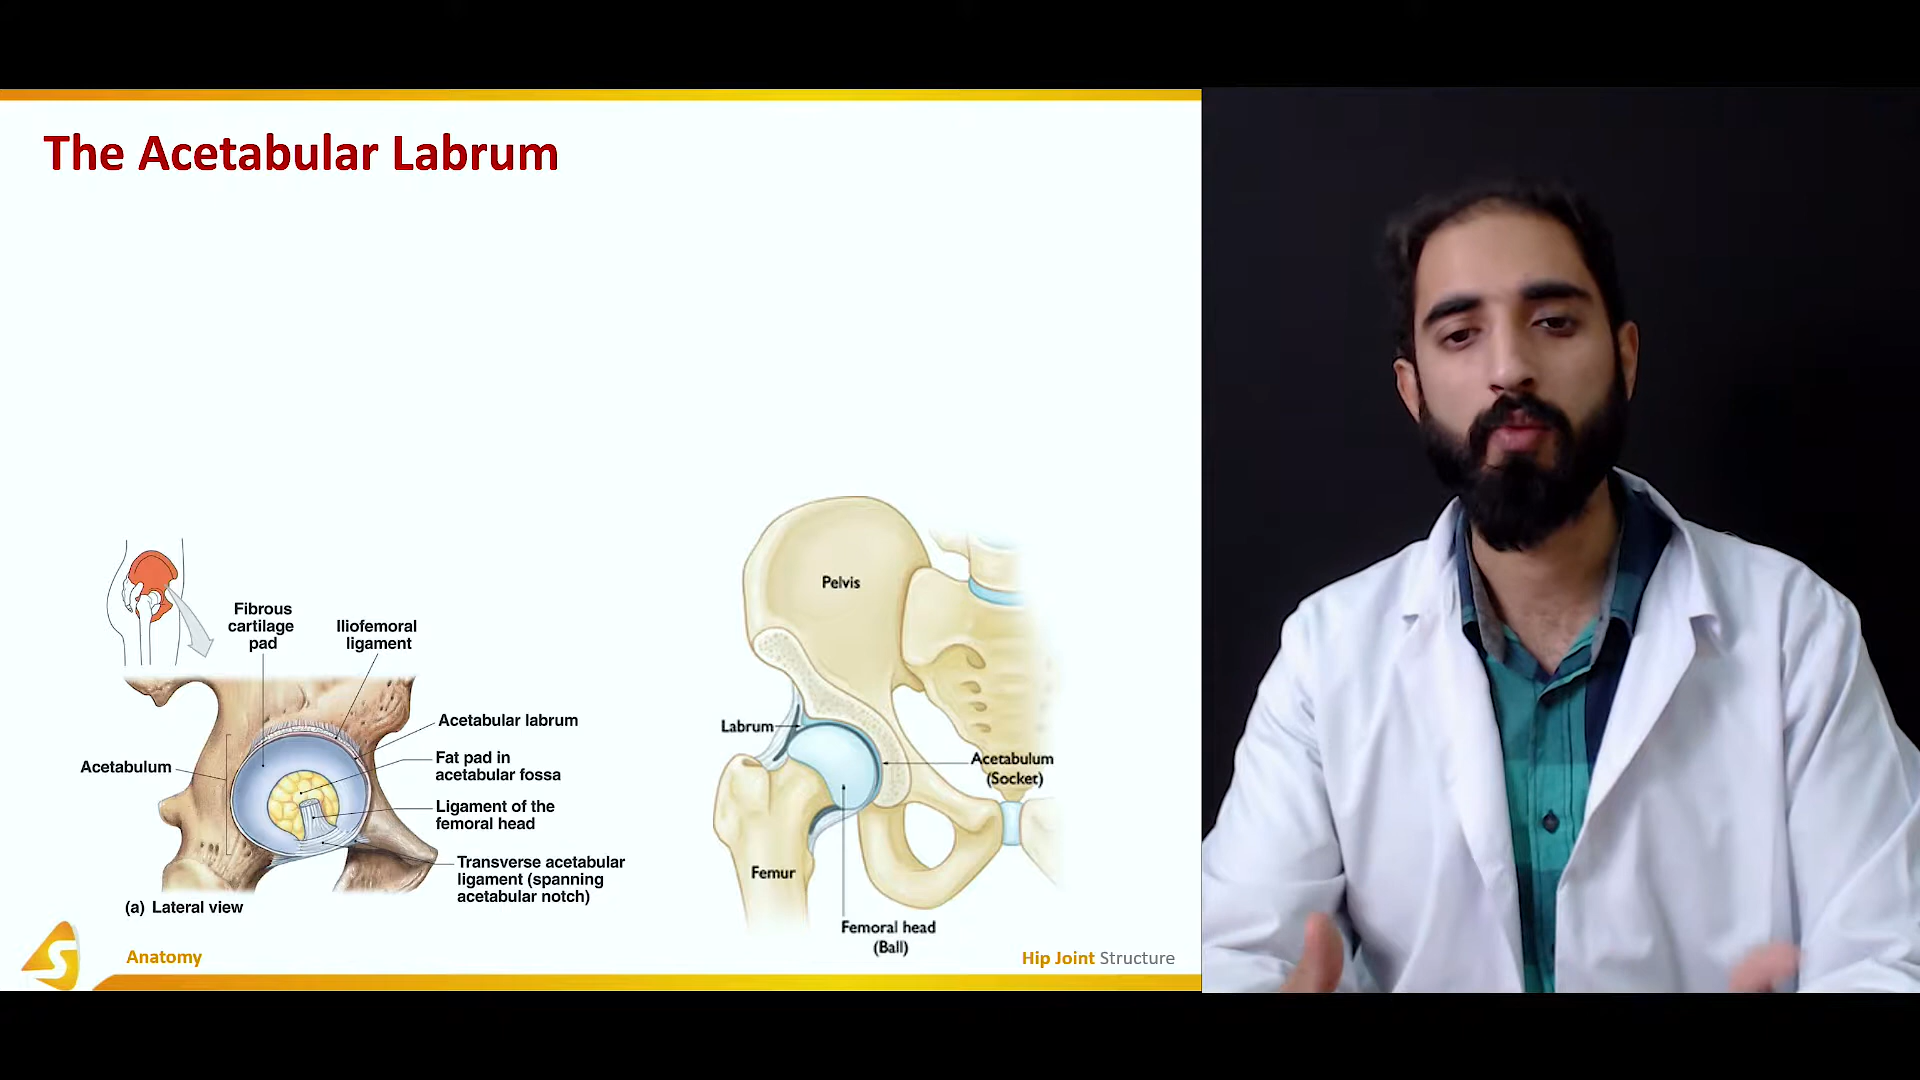 The Acetabular Labrum
Fibrous
cartilage
pad
Iliofemoral
ligament
Acetabular labrum
Acetabulum
Fat pad in
acetabular fossa
Ligament of the
femoral head
Transverse acetabular
ligament (spanning
acetabular notch)
(a) Lateral view
Pelvis
Labrum
Acetabulum
(Socket)
Femur
Femoral head
(Ball)
S
Anatomy
Hip Joint Structure